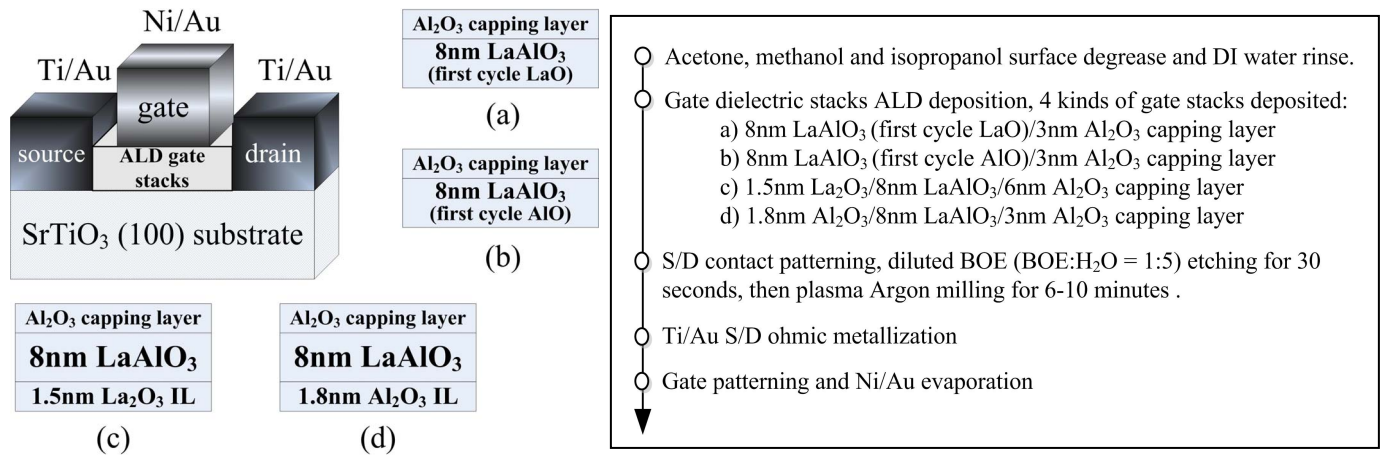 Ni/Au
Ti/Au
Ti/Au
gate
source
drain
ALD gate
stacks
SrTiO₃ (100) substrate
Al₂O₃ capping layer
8nm LaAlO₃
(first cycle LaO)
(a)
Al₂O₃ capping layer
8nm LaAlO₃
(first cycle AlO)
(b)
Al₂O₃ capping layer
8nm LaAlO₃
1.5nm La₂O₃ IL
(c)
Al₂O₃ capping layer
8nm LaAlO₃
1.8nm Al₂O₃ IL
(d)
Acetone, methanol and isopropanol surface degrease and DI water rinse.
Gate dielectric stacks ALD deposition, 4 kinds of gate stacks deposited:
a) 8nm LaAlO₃ (first cycle LaO)/3nm Al₂O₃ capping layer
b) 8nm LaAlO₃ (first cycle AlO)/3nm Al₂O₃ capping layer
c) 1.5nm La₂O₃/8nm LaAlO₃/6nm Al₂O₃ capping layer
d) 1.8nm Al₂O₃/8nm LaAlO₃/3nm Al₂O₃ capping layer
S/D contact patterning, diluted BOE (BOE:H₂O = 1:5) etching for 30
seconds, then plasma Argon milling for 6-10 minutes .
Ti/Au S/D ohmic metallization
Gate patterning and Ni/Au evaporation